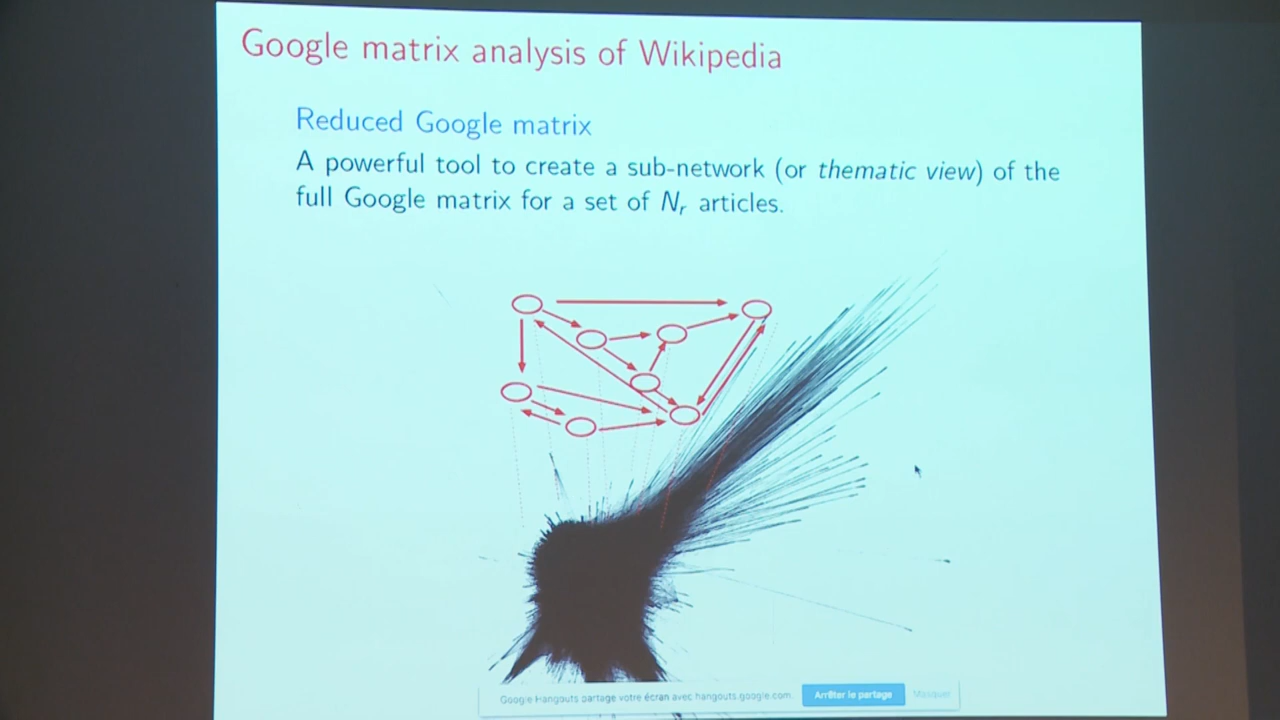 Google matrix analysis of Wikipedia
Reduced Google matrix
A powerful tool to create a sub-network (or thematic view) of the
full Google matrix for a set of Nr articles.
Google Hangouts partage votre écran avec hangouts.google.com.
Arrêter le partage
Masquer